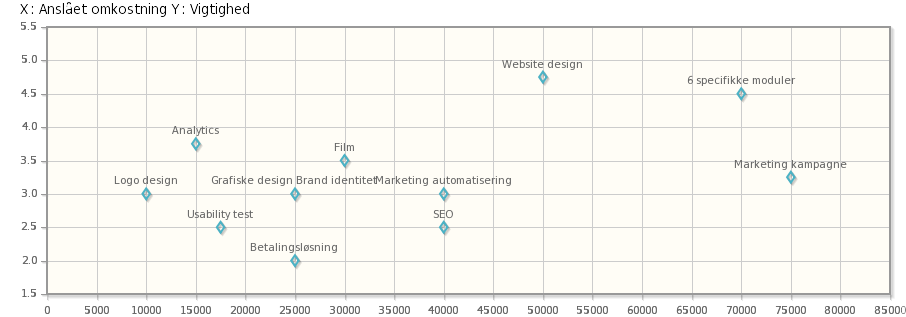 X: Anslået omkostning Y: Vigtighed
5.5
5.0
Website design
6 specifikke moduler
4.5
4.0
Analytics
Film
3.5
Marketing kampagne
Logo design
Grafiske design Brand identitet
Marketing automatisering
3.0
Usability test
SEO
2.5
Betalingsløsning
2.0
1.5
0 5000 10000 15000 20000 25000 30000 35000 40000 45000 50000 55000 60000 65000 70000 75000 80000 85000